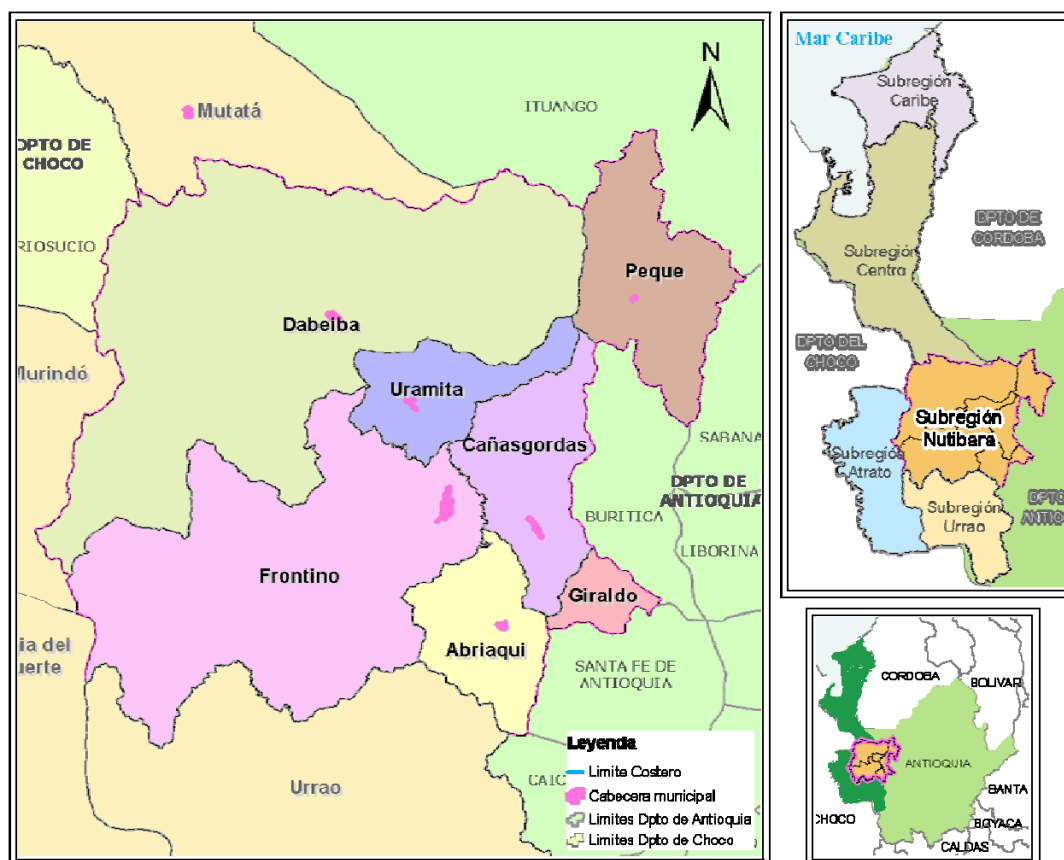 N
ITUANGO
Mutatá
DPTO DE
CHOCO
RIOSUCIO
Peque
Dabeiba
Murindó
Uramita
Cañasgordas
SABANA
DPTO DE
ANTIOQUIA
BURITICA
LIBORINA
Frontino
Giraldo
Abriaqui
ia del
uerte
SANTA FE DE
ANTIOQUIA
Urrao
CAIC
Leyenda
Limite Costero
Cabecera municipal
Limites Dpto de Antioquia
Limites Dpto de Choco
Mar Caribe
Subregión
Caribe
DPTO DE
CORDOBA
Subregión
Centro
DPTO DEL
CHOCO
Subregión
Nutibara
Subregión
Atrato
Subregión
Urrao
DPTO
ANTIO
CORDOBA
BOLIVAR
ANTIOQUIA
SANTA
CHOCO
BOYACA
CALDAS